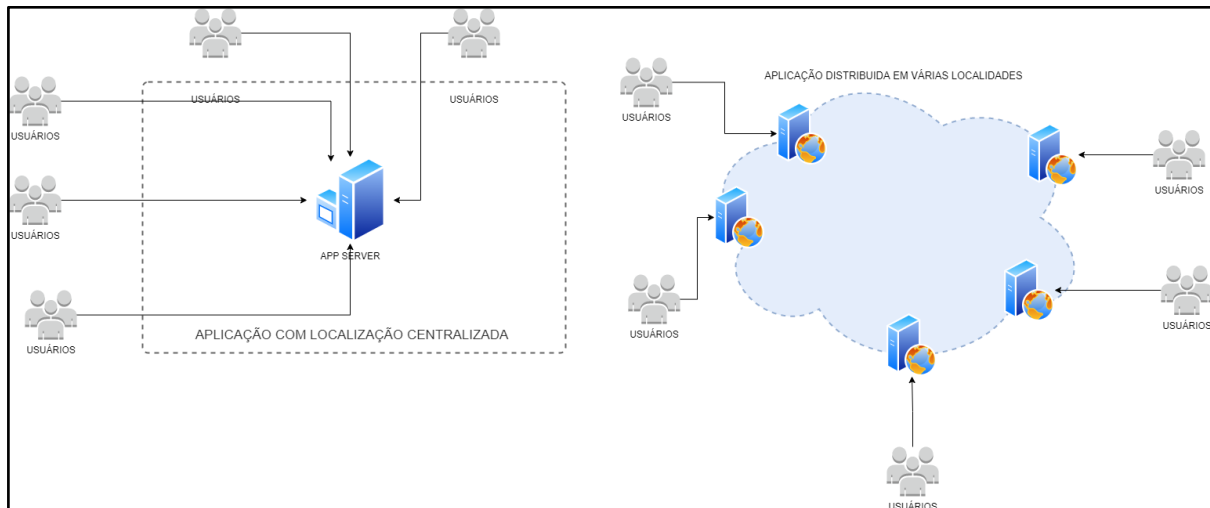 USUÁRIOS
USUÁRIOS
USUÁRIOS
USUÁRIOS
USUÁRIOS
APP SERVER
APLICAÇÃO COM LOCALIZAÇÃO CENTRALIZADA
APLICAÇÃO DISTRIBUIDA EM VÁRIAS LOCALIDADES
USUÁRIOS
USUÁRIOS
USUÁRIOS
USUÁRIOS
USUÁRIOS